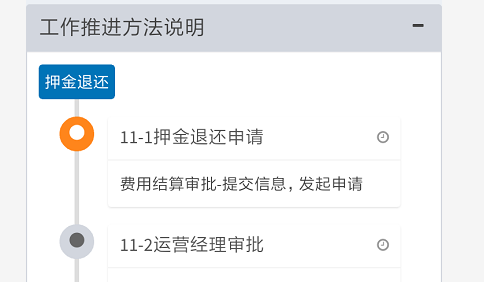 工作推进方法说明
押金退还
11-1押金退还申请
费用结算审批-提交信息，发起申请
11-2运营经理审批